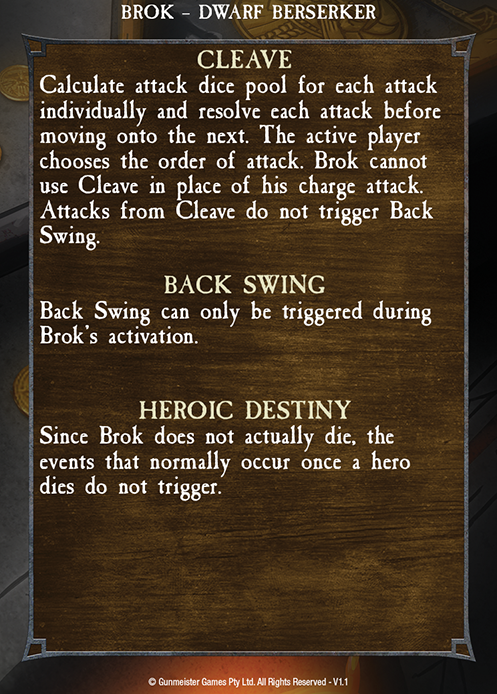 BROK - DWARF BERSERKER
CLEAVE
Calculate attack dice pool for each attack
individually and resolve each attack before
moving onto the next. The active player
chooses the order of attack. Brok cannot
use Cleave in place of his charge attack.
Attacks from Cleave do not trigger Back
Swing.
BACK SWING
Back Swing can only be triggered during
Brok's activation.
HEROIC DESTINY
Since Brok does not actually die, the
events that normally occur once a hero
dies do not trigger.
© Gunmeister Games Pty Ltd. All Rights Reserved - V1.1